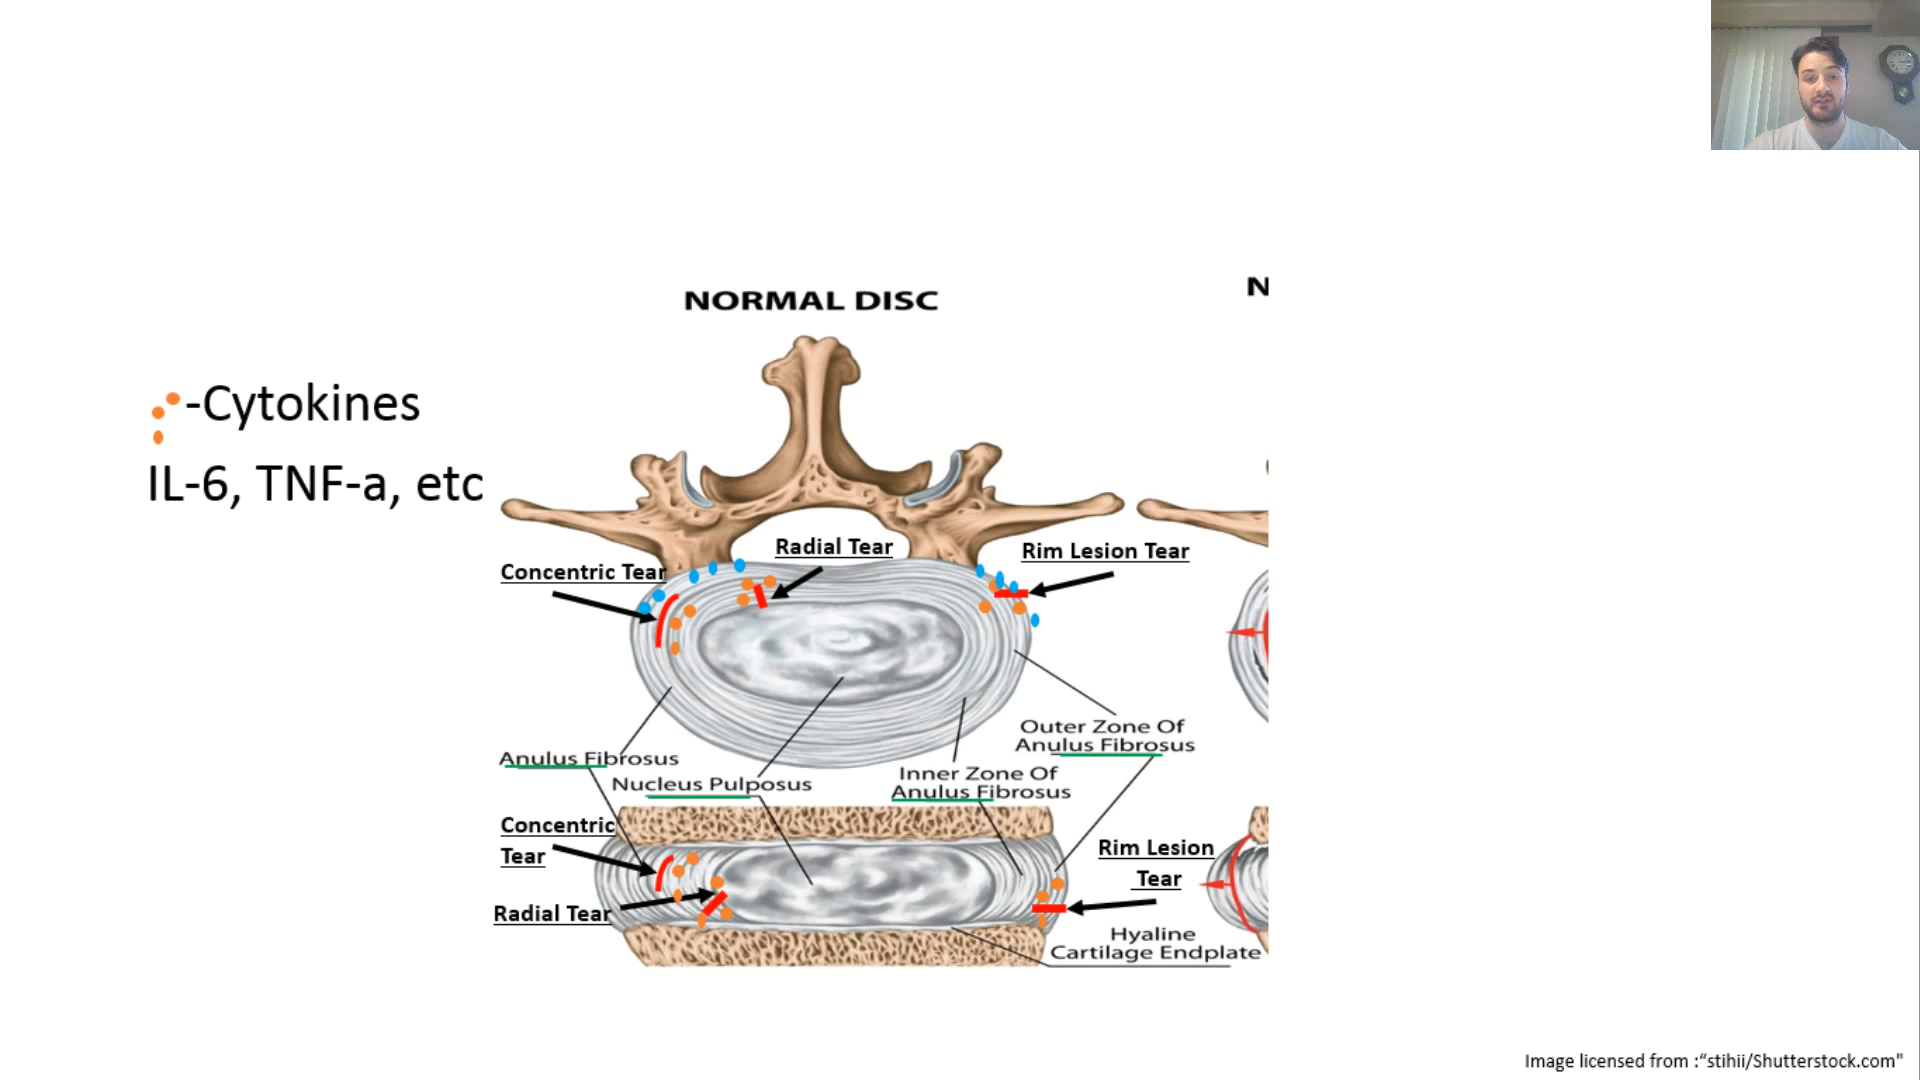 NORMAL DISC
N
-Cytokines
IL-6, TNF-a, etc
Radial Tear
Rim Lesion Tear
Concentric Tear
Outer Zone Of
Anulus Fibrosus
Anulus Fibrosus
Nucleus Pulposus
Inner Zone Of
Anulus Fibrosus
Concentric
Tear
Rim Lesion
Tear
Radial Tear
Hyaline
Cartilage Endplate
Image licensed from :“stihii/Shutterstock.com"